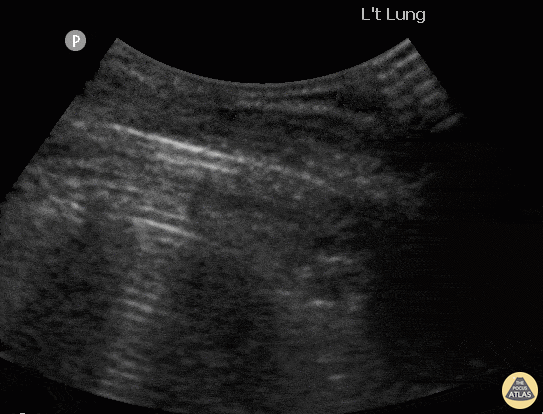 L't Lung
P
THE
POCUS
ATLAS